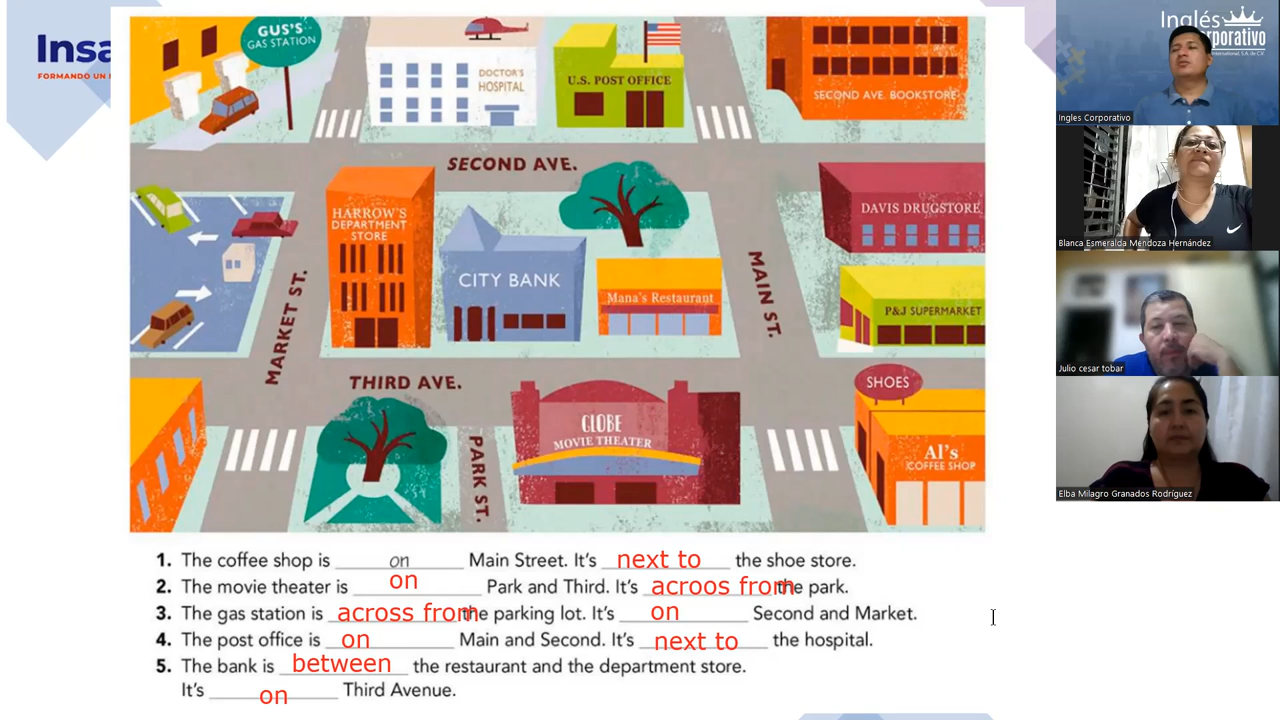 Insa
FORMANDO UN
GUS'S
GAS STATION
DOCTOR'S
HOSPITAL
U.S. POST OFFICE
SECOND AVE. BOOKSTORE
SECOND AVE.
HARROW'S
DEPARTMENT
STORE
CITY BANK
Mana's Restaurant
DAVIS DRUGSTORE
P&J SUPERMARKET
MARKET ST.
MAIN ST.
THIRD AVE.
PARK ST.
GLOBE
MOVIE THEATER
SHOES
Al's
COFFEE SHOP
1. The coffee shop is on Main Street. It's next to the shoe store.
2. The movie theater is on Park and Third. It's acroos from the park.
3. The gas station is across from the parking lot. It's on Second and Market.
4. The post office is on Main and Second. It's next to the hospital.
5. The bank is between the restaurant and the department store.
It's on Third Avenue.
Inglés
Corporativo
Ingles Corporativo
Blanca Esmeralda Mendoza Hernández
Julio cesar tobar
Elba Milagro Granados Rodríguez